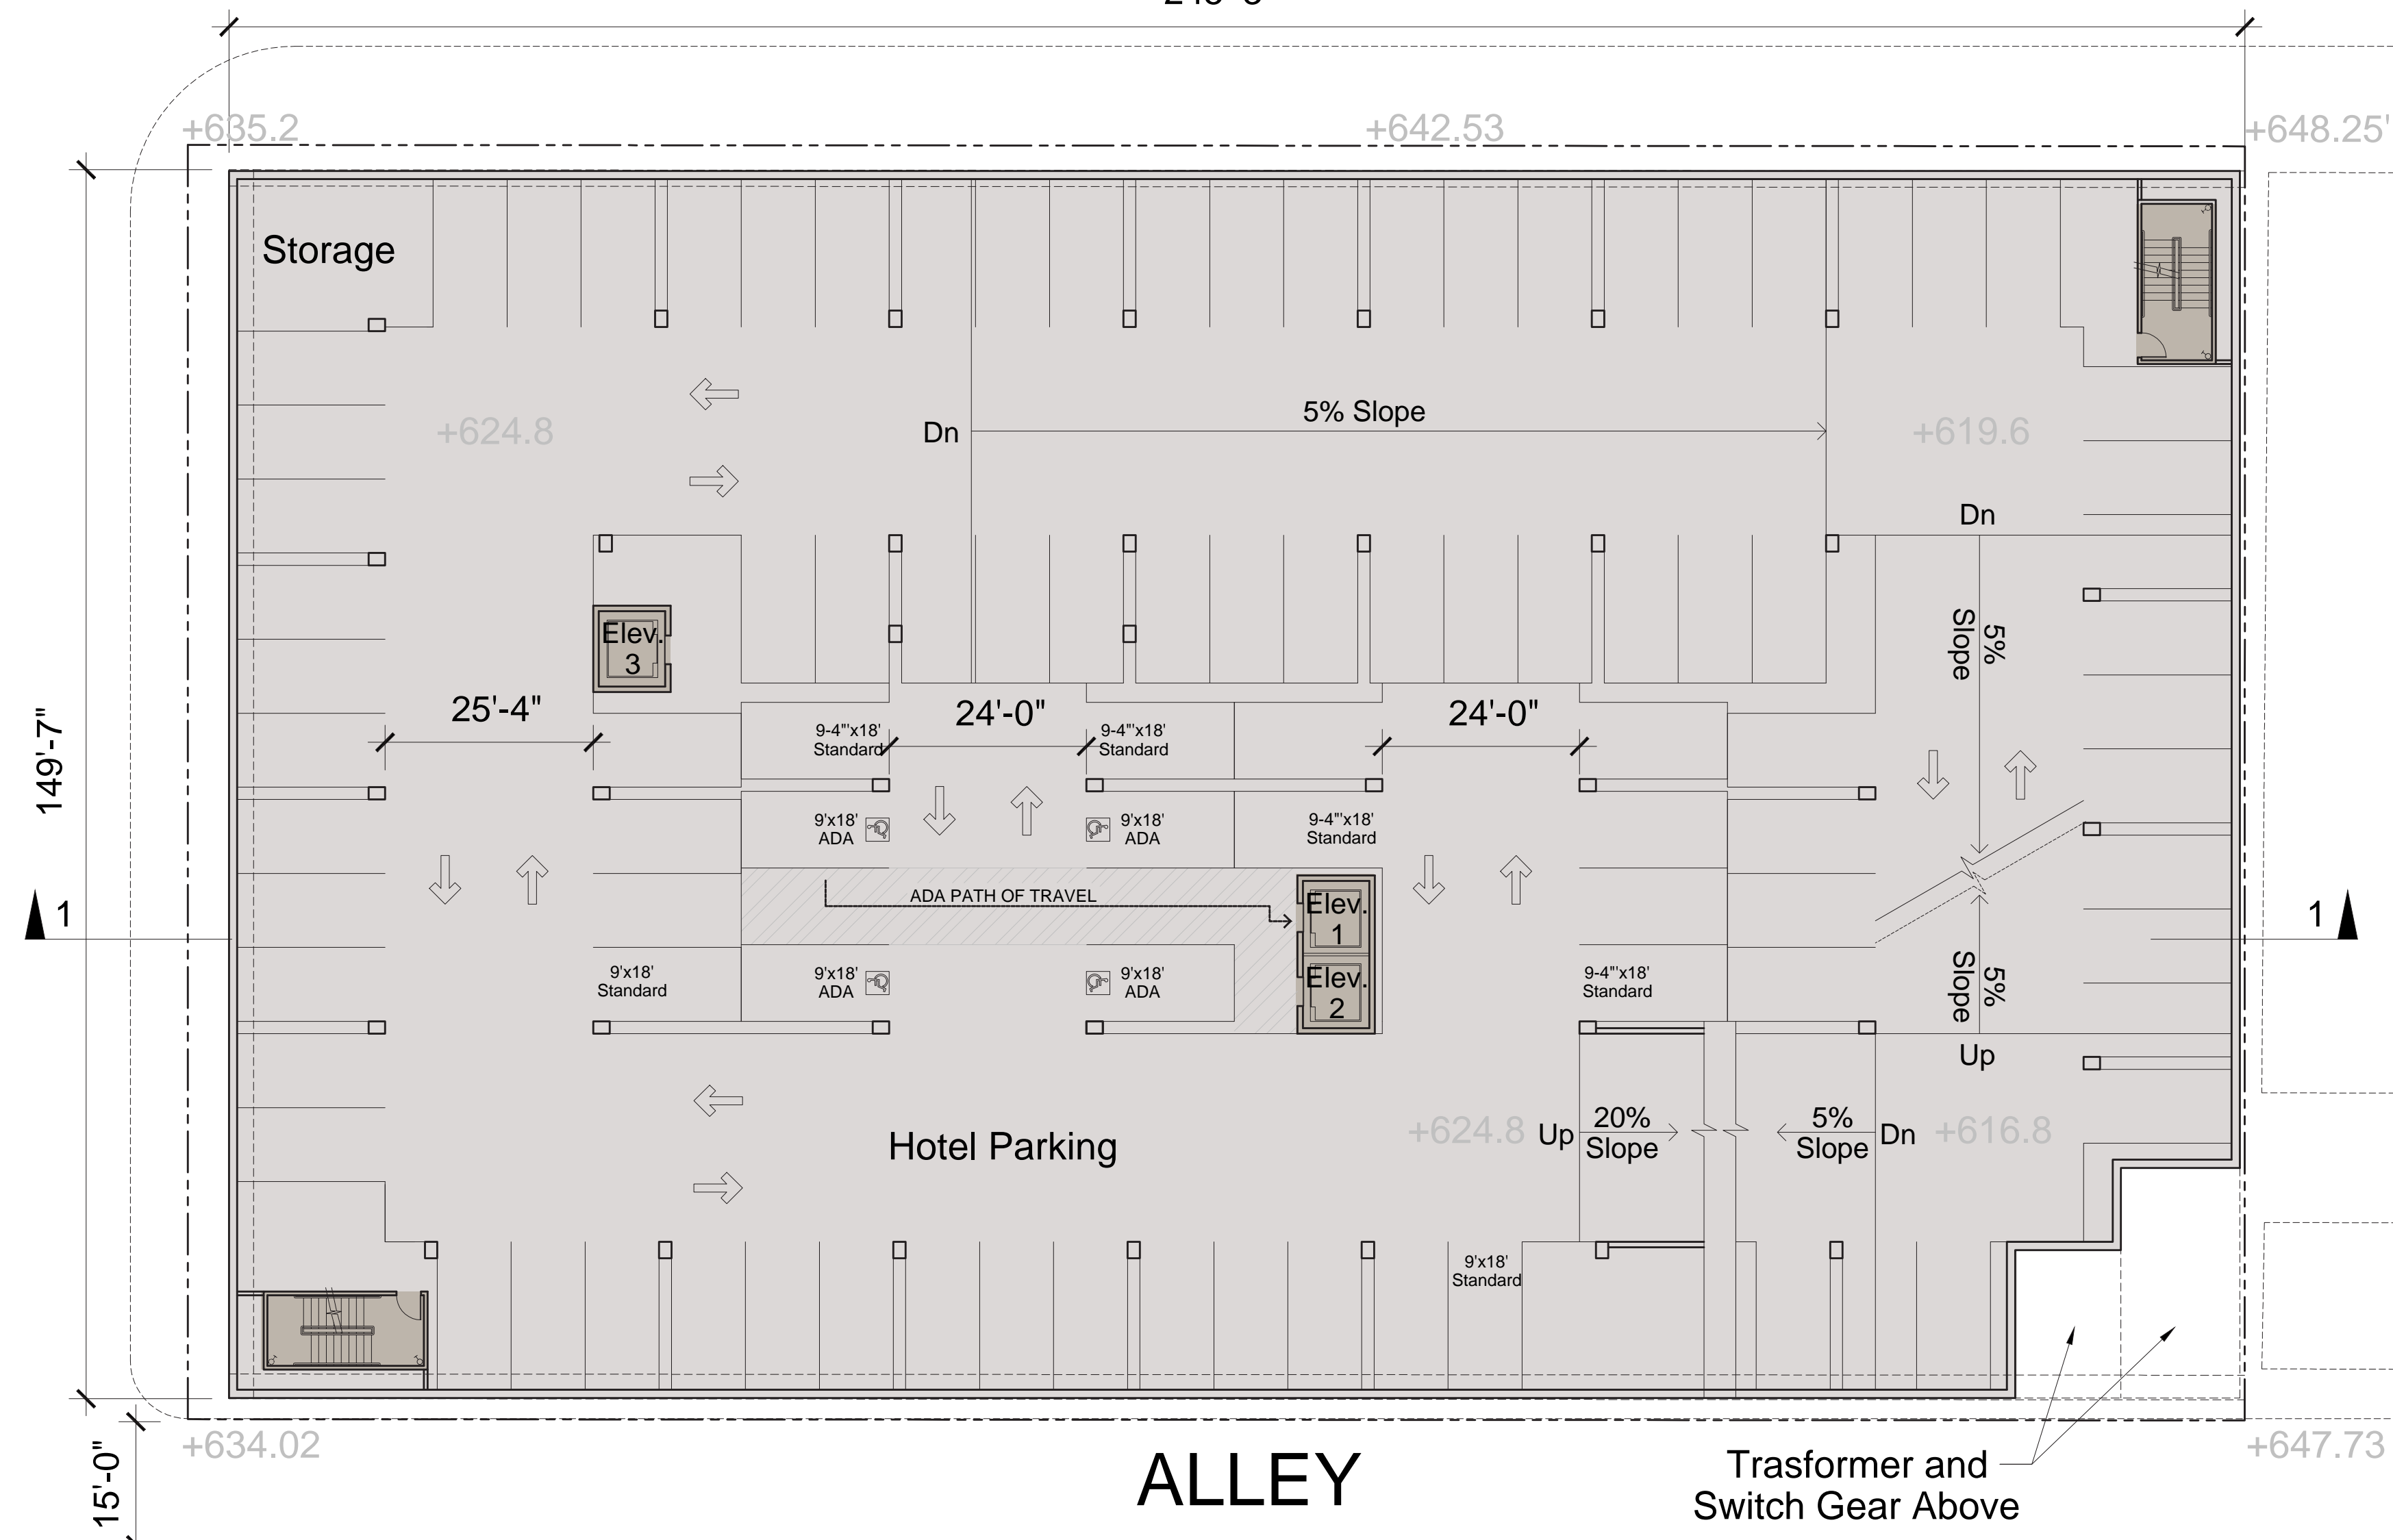 +635.2
+642.53
+648.25'
Storage
5% Slope
Dn
+624.8
+619.6
Dn
Elev.
3
5%
Slope
25'-4"
24'-0"
24'-0"
9-4"'x18'
Standard
9-4"'x18'
Standard
149'-7"
9'x18'
ADA
9'x18'
ADA
9-4"'x18'
Standard
ADA PATH OF TRAVEL
Elev.
1
1
1
9'x18'
Standard
9'x18'
ADA
9'x18'
ADA
Elev.
2
9-4"'x18'
Standard
5%
Slope
Up
Hotel Parking
+624.8
Up
20%
Slope
5%
Slope
Dn
+616.8
9'x18'
Standard
+634.02
+647.73
15'-0"
ALLEY
Trasformer and
Switch Gear Above